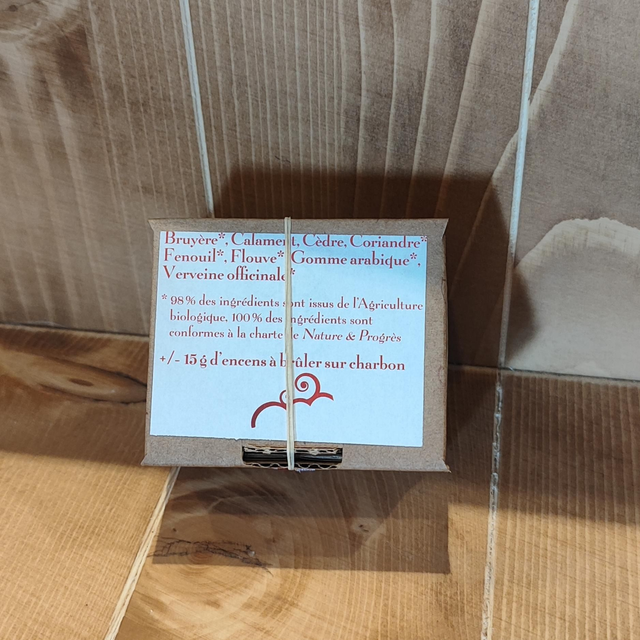 Bruyère*, Calament, Cèdre, Coriandre*
Fenouil*, Flouve*, Gomme arabique*,
Verveine officinale*
* 98% des ingrédients sont issus de l'Agriculture
biologique. 100% des ingrédients sont
conformes à la charte de Nature & Progrès
+/- 15 g d'encens à brûler sur charbon